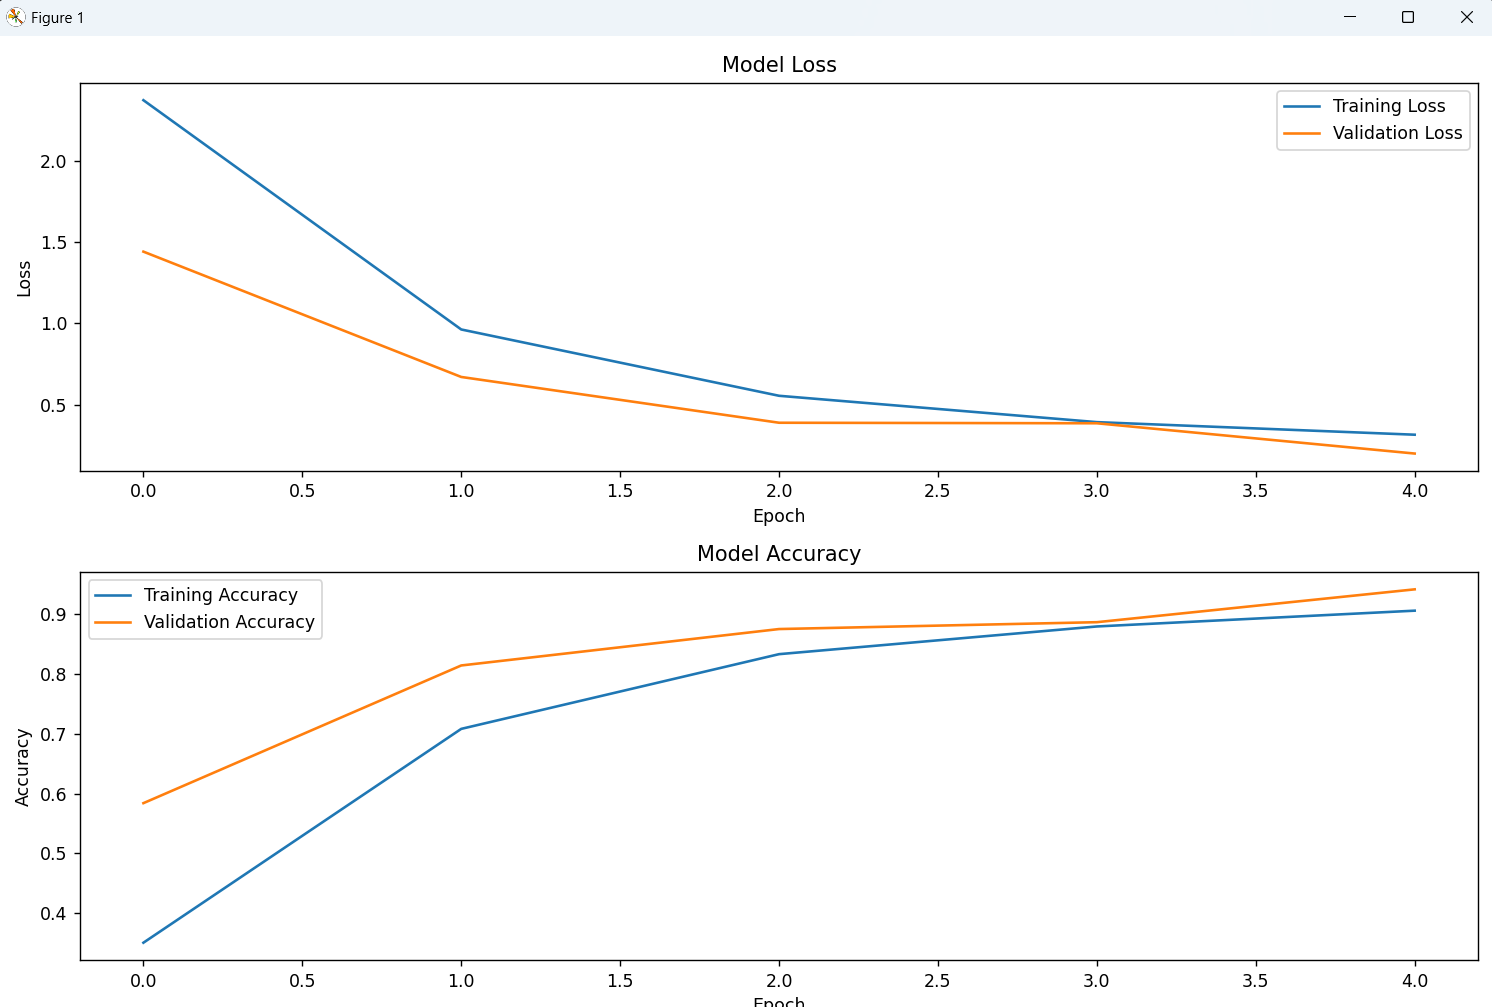 Figure 1
Model Loss
Training Loss
Validation Loss
2.0
1.5
1.0
0.5
Loss
0.0 0.5 1.0 1.5 2.0 2.5 3.0 3.5 4.0
Epoch
Model Accuracy
Training Accuracy
Validation Accuracy
0.9
0.8
0.7
0.6
0.5
0.4
Accuracy
0.0 0.5 1.0 1.5 2.0 2.5 3.0 3.5 4.0
Epoch